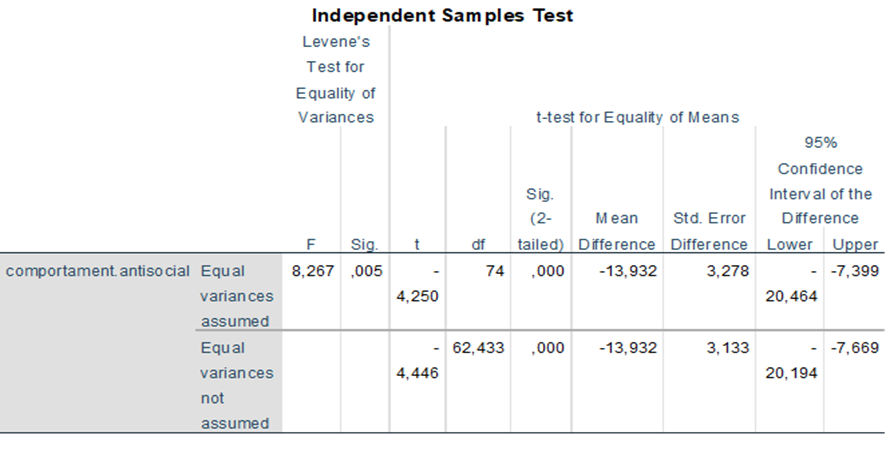 Independent Samples Test
Levene's
Test for
Equality of
Variances
t-test for Equality of Means
95%
Confidence
Interval of the
Difference
Sig.
(2-
tailed)
Mean
Difference
Std. Error
Difference
F Sig. t df Lower Upper
comportament.antisocial Equal 8,267 ,005 - 74 ,000 -13,932 3,278 - -7,399
variances 4,250 20,464
assumed
Equal - 62,433 ,000 -13,932 3,133 - -7,669
variances 4,446 20,194
not
assumed